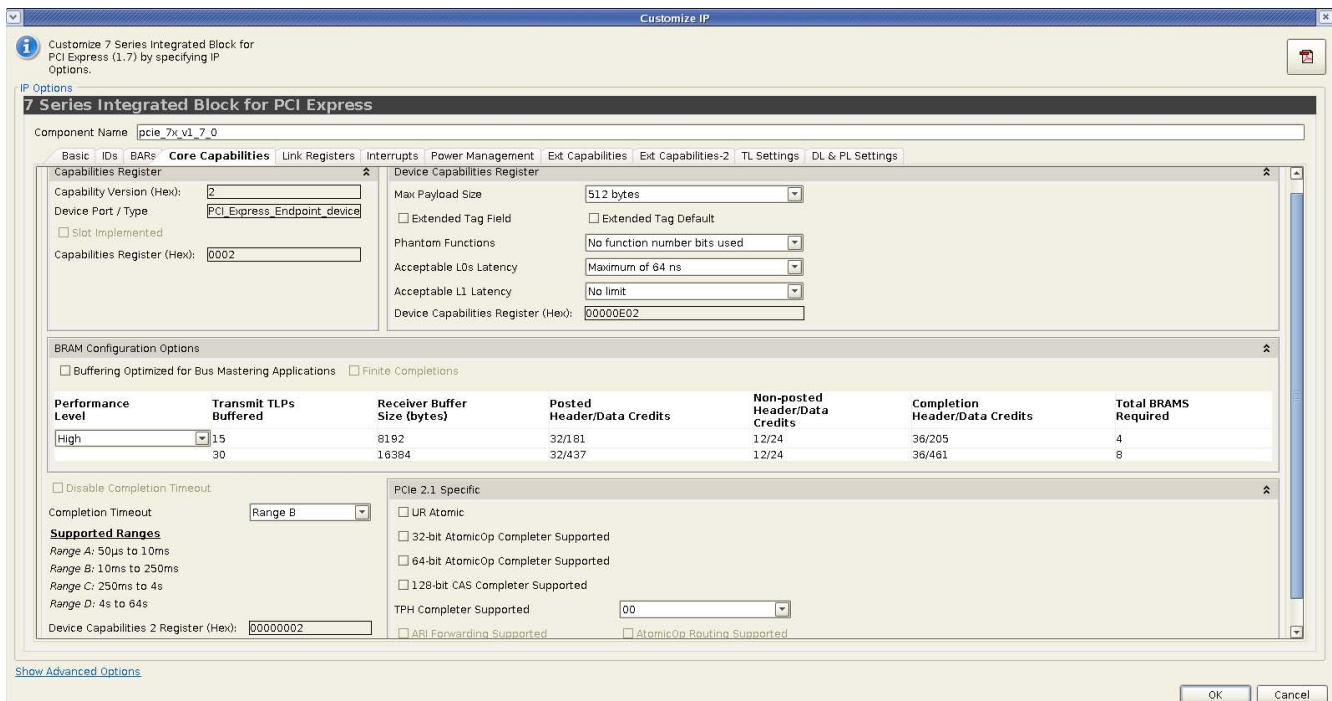 Customize IP
Customize 7 Series Integrated Block for
PCI Express (1.7) by specifying IP
Options.
IP Options
7 Series Integrated Block for PCI Express
Component Name pcie_7x_v1_7_0
Basic IDs BARs Core Capabilities Link Registers Interrupts Power Management Ext Capabilities Ext Capabilities-2 TL Settings DL & PL Settings
Capabilities Register
Capability Version (Hex): 2
Device Port / Type PCI_Express_Endpoint_device
Slot Implemented
Capabilities Register (Hex): 0002
Device Capabilities Register
Max Payload Size 512 bytes
Extended Tag Field Extended Tag Default
Phantom Functions No function number bits used
Acceptable L0s Latency Maximum of 64 ns
Acceptable L1 Latency No limit
Device Capabilities Register (Hex): 00000E02
BRAM Configuration Options
Buffering Optimized for Bus Mastering Applications Finite Completions
Performance Level Transmit TLPs Buffered Receiver Buffer Size (bytes) Posted Header/Data Credits Non-posted Header/Data Credits Completion Header/Data Credits Total BRAMS Required
High 15 8192 32/181 12/24 36/205 4
30 16384 32/437 12/24 36/461 8
Disable Completion Timeout
Completion Timeout Range B
Supported Ranges
Range A: 50µs to 10ms
Range B: 10ms to 250ms
Range C: 250ms to 4s
Range D: 4s to 64s
Device Capabilities 2 Register (Hex): 00000002
PCIe 2.1 Specific
UR Atomic
32-bit AtomicOp Completer Supported
64-bit AtomicOp Completer Supported
128-bit CAS Completer Supported
TPH Completer Supported 00
ARI Forwarding Supported AtomicOp Routing Supported
Show Advanced Options
OK Cancel